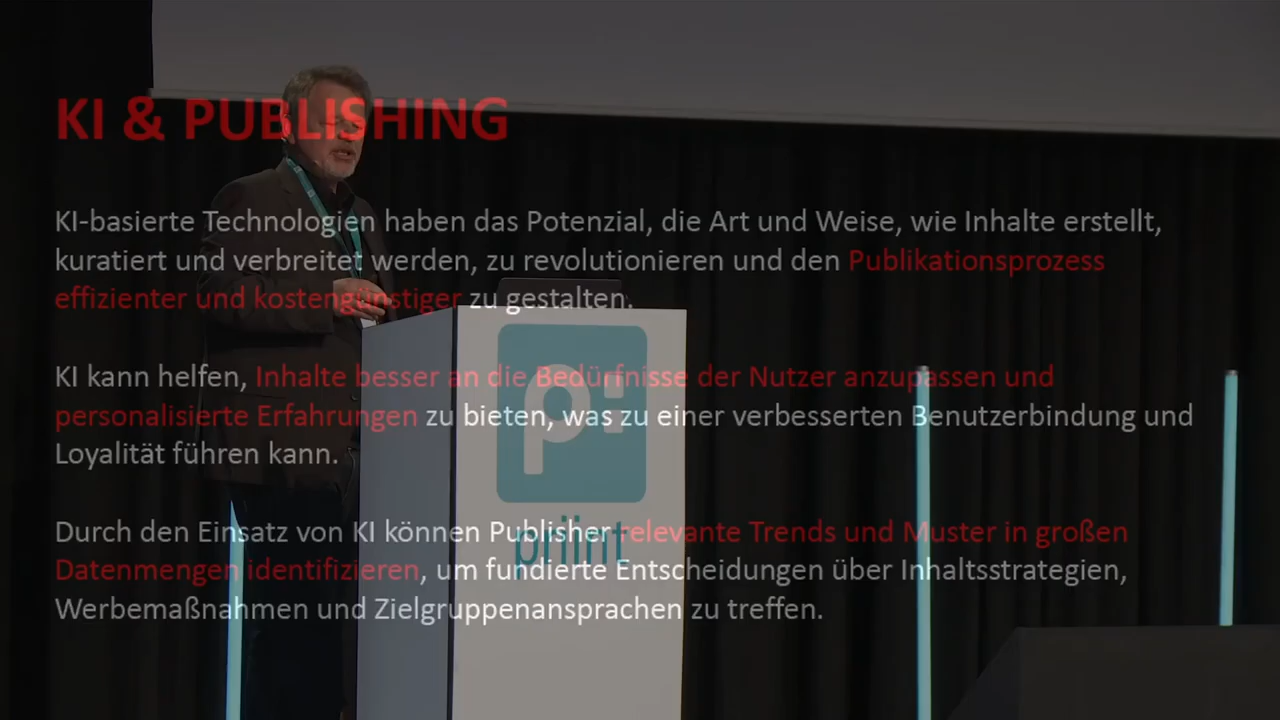 KI & PUBLISHING
KI-basierte Technologien haben das Potenzial, die Art und Weise, wie Inhalte erstellt,
kuratiert und verbreitet werden, zu revolutionieren und den Publikationsprozess
effizienter und kostengünstiger zu gestalten.
KI kann helfen, Inhalte besser an die Bedürfnisse der Nutzer anzupassen und
personalisierte Erfahrungen zu bieten, was zu einer verbesserten Benutzerbindung und
Loyalität führen kann.
Durch den Einsatz von KI können Publisher relevante Trends und Muster in großen
Datenmengen identifizieren, um fundierte Entscheidungen über Inhaltsstrategien,
Werbemaßnahmen und Zielgruppenansprachen zu treffen.
p:
priint